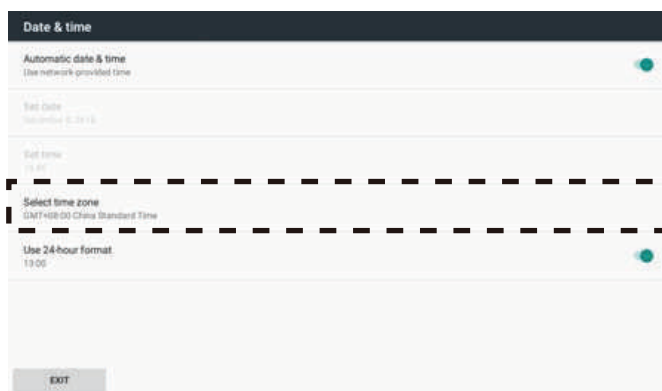 Date & time
Automatic date & time
Use network-provided time
Set date
Set time
Select time zone
GMT+08:00 China Standard Time
Use 24-hour format
13:00
EXIT